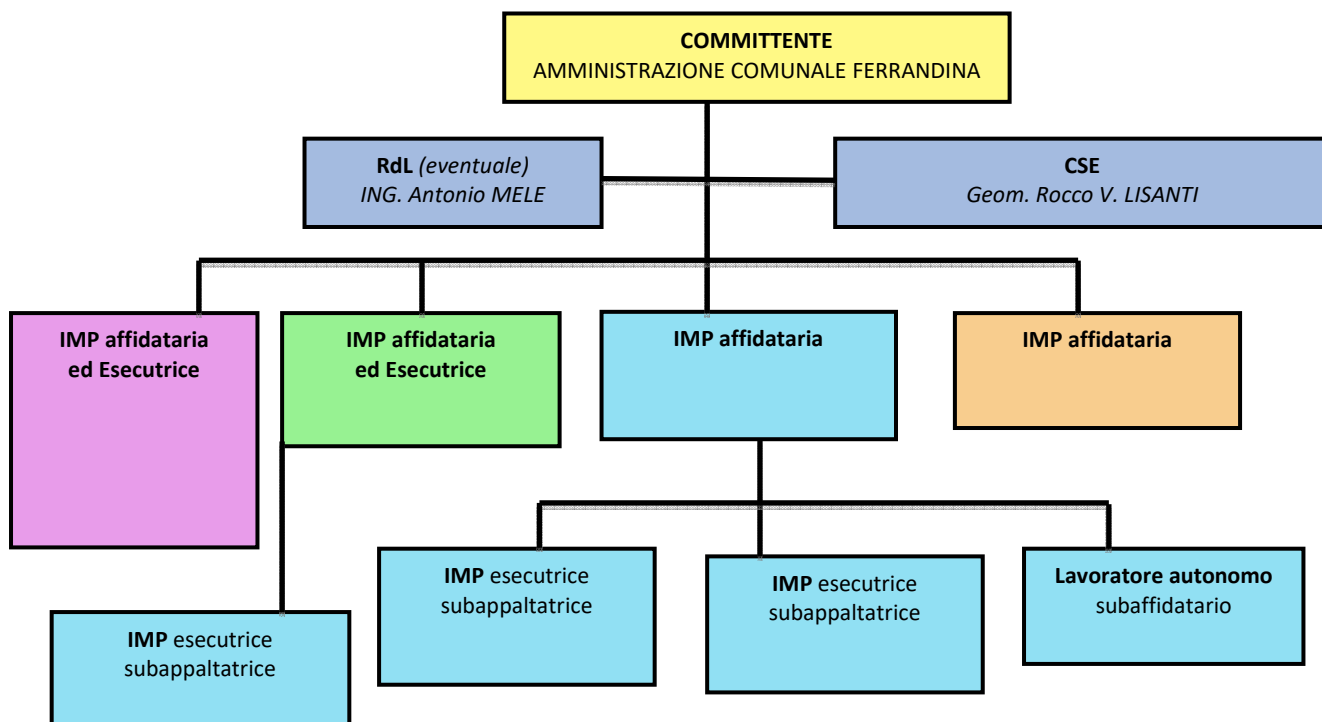 COMMITTENTE
AMMINISTRAZIONE COMUNALE FERRANDINA
RdL (eventuale)
ING. Antonio MELE
CSE
Geom. Rocco V. LISANTI
IMP affidataria
ed Esecutrice
IMP affidataria
ed Esecutrice
IMP affidataria
IMP affidataria
IMP esecutrice
subappaltatrice
IMP esecutrice
subappaltatrice
IMP esecutrice
subappaltatrice
Lavoratore autonomo
subaffidatario